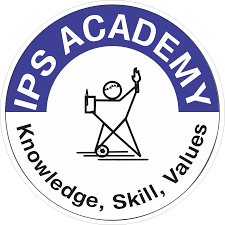 IPS ACADEMY
Knowledge, Skill, Values